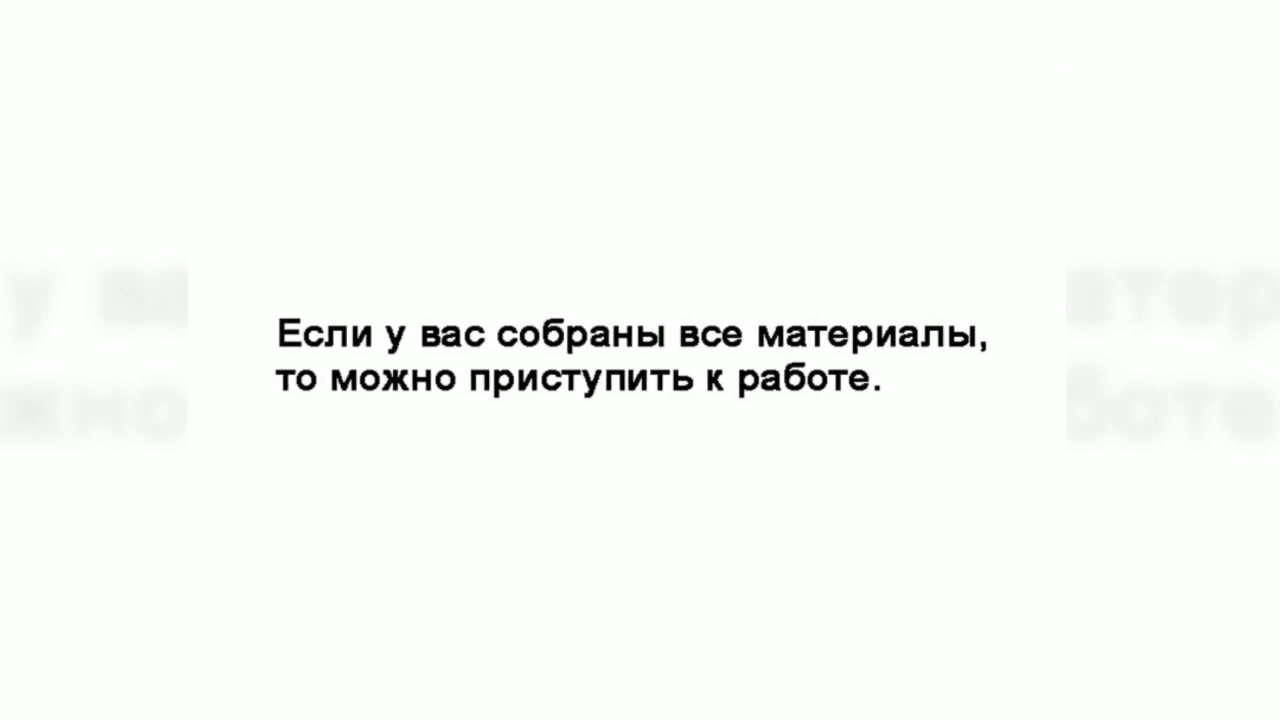 Если у вас собраны все материалы,
то можно приступить к работе.